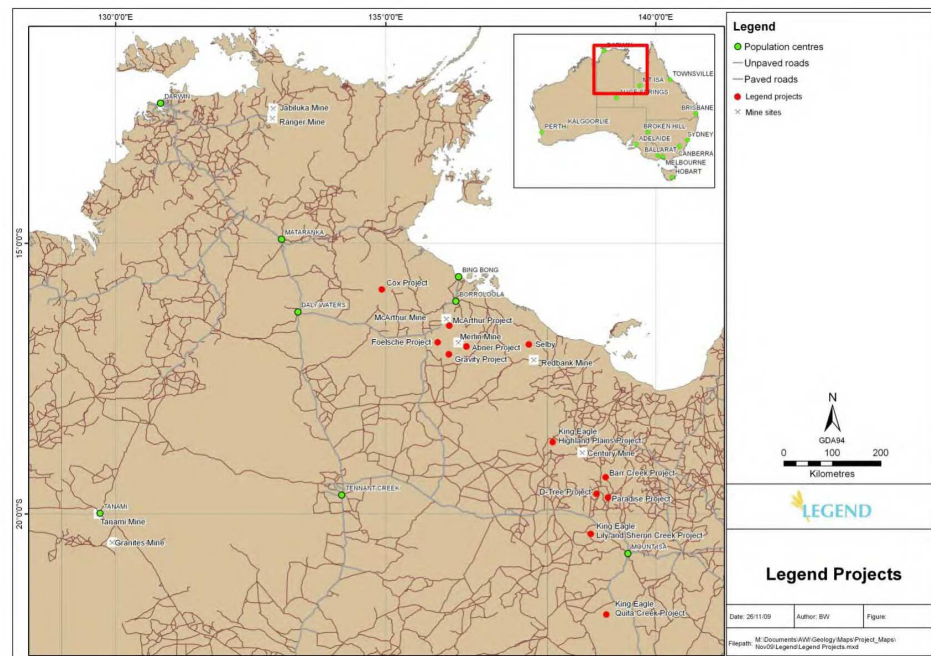 130°0'0"E
135°0'0"E
140°0'0"E
15°0'0"S
20°0'0"S
DARWIN
Jabiluka Mine
Ranger Mine
MATARANKA
BING BONG
Cox Project
BORROLOOLA
DALY WATERS
McArthur Mine
McArthur Project
Foelsche Project
Merlin Mine
Abner Project
Selby
Gravity Project
Redbank Mine
King Eagle
Highland Plains Project
Century Mine
Barr Creek Project
D-Tree Project
Paradise Project
TENNANT CREEK
TANAMI
Tanami Mine
Granites Mine
King Eagle
Lily and Sherrin Creek Project
MOUNT ISA
King Eagle
Quita Creek Project
MT ISA
TOWNSVILLE
BRISBANE
KALGOORLIE
PERTH
BROKEN HILL
SYDNEY
ADELAIDE
BALLARAT
CANBERRA
MELBOURNE
HOBART
Legend
Population centres
Unpaved roads
Paved roads
Legend projects
Mine sites
N
GDA94
0 100 200
Kilometres
LEGEND
Legend Projects
Date: 26/11/09
Author: BW
Figure:
Filepath: M:\Documents\AWI\Geology\Maps\Project_Maps\
Nov09\Legend\Legend Projects.mxd